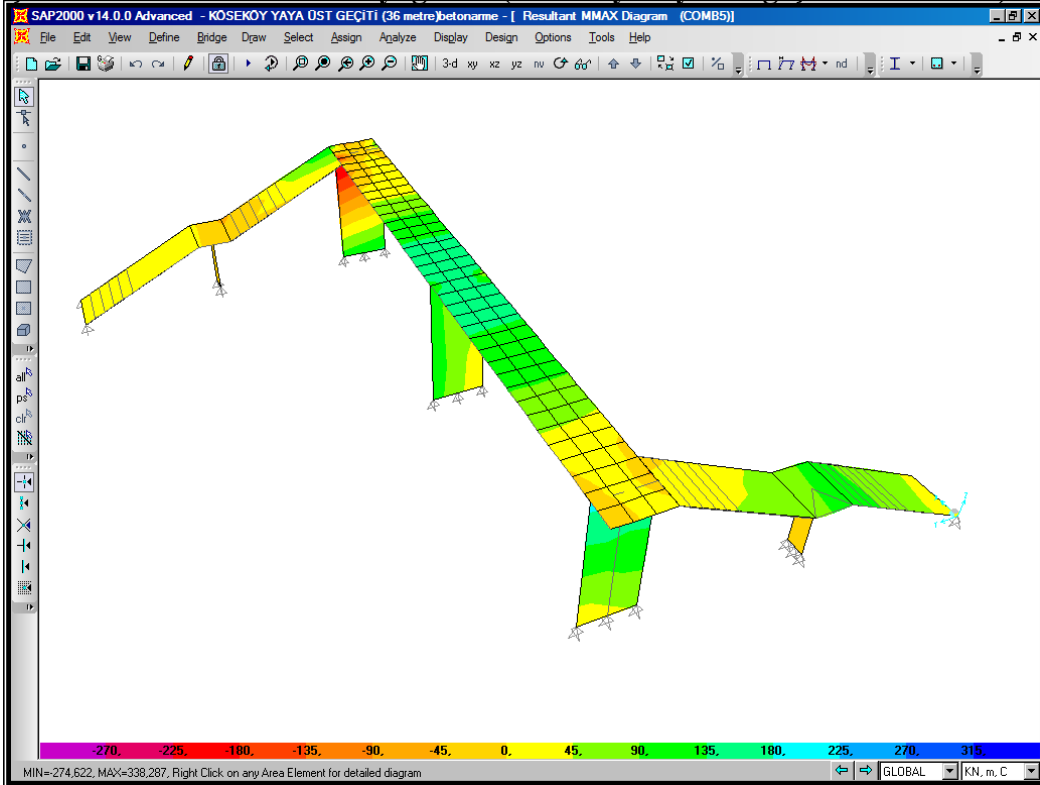 SAP2000 v14.0.0 Advanced - KÖSEKÖY YAYA ÜST GEÇİTİ (36 metre)betonarme - [ Resultant MMAX Diagram (COMB5)]
File Edit View Define Bridge Draw Select Assign Analyze Display Design Options Tools Help
3-d xy xz yz nv nd
all
ps
clr
-270, -225, -180, -135, -90, -45, 0, 45, 90, 135, 180, 225, 270, 315,
MIN=-274,622, MAX=338,287, Right Click on any Area Element for detailed diagram GLOBAL KN, m, C